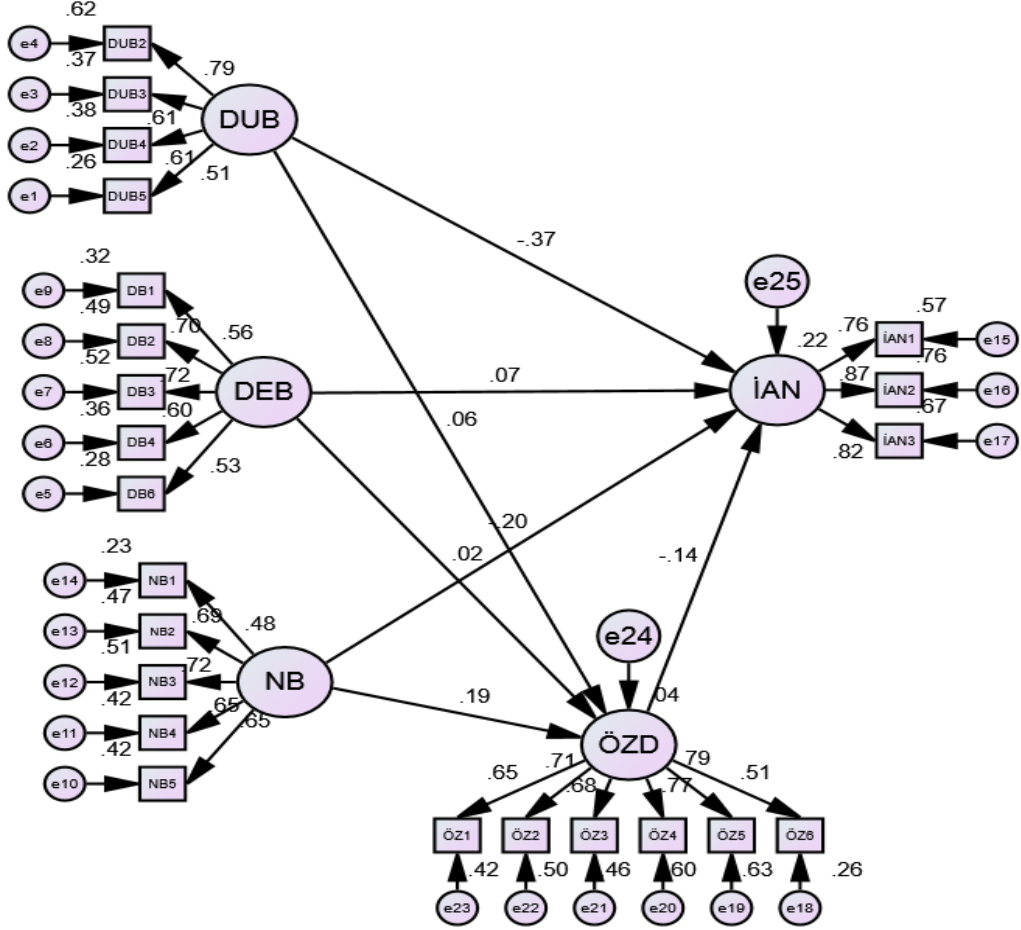 .62
e4
DUB2
.79
.37
e3
DUB3
.61
.38
e2
DUB4
.61
.26
.51
e1
DUB5
DUB
-.37
.32
e9
DB1
.56
.49
e8
DB2
.70
.52
e7
DB3
.72
.36
e6
DB4
.60
.28
e5
DB6
.53
DEB
.07
.06
.02
e25
.22
İAN
.76
.57
İAN1
e15
.87
.76
İAN2
e16
.82
.67
İAN3
e17
.23
e14
NB1
.48
.47
e13
NB2
.69
.51
e12
NB3
.72
.42
e11
NB4
.65
.42
e10
NB5
.65
NB
-.20
.19
-.14
e24
.04
ÖZD
.65
.71
.68
.77
.79
.51
ÖZ1
ÖZ2
ÖZ3
ÖZ4
ÖZ5
ÖZ6
.42
.50
.46
.60
.63
.26
e23
e22
e21
e20
e19
e18